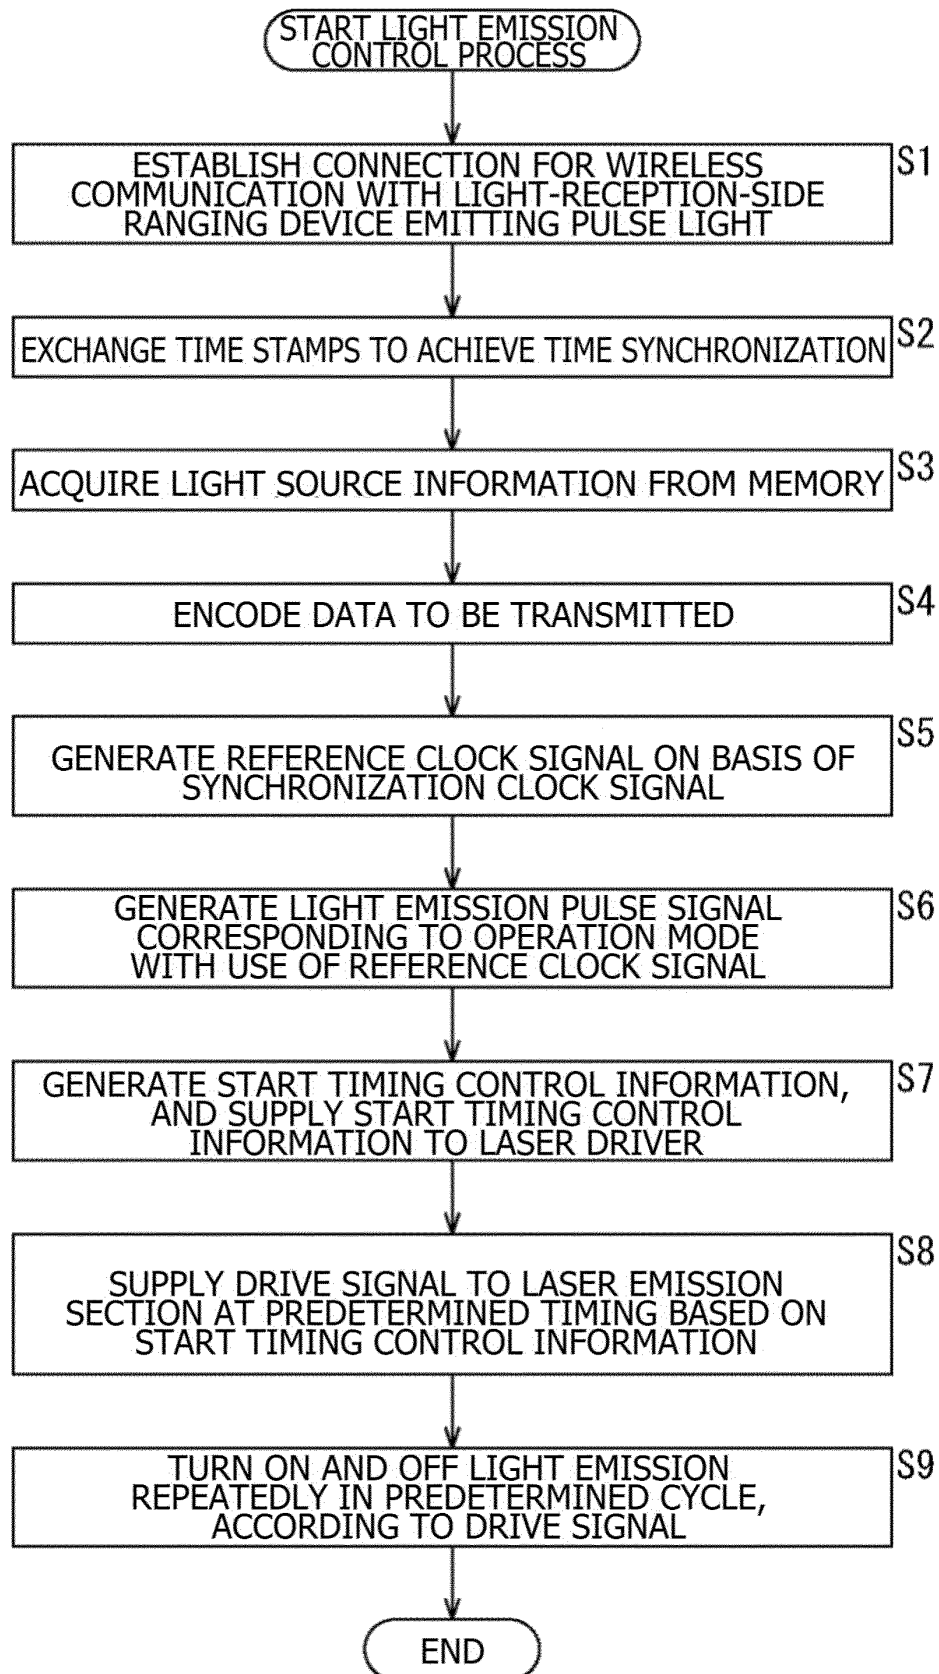 START LIGHT EMISSION
CONTROL PROCESS
S1
ESTABLISH CONNECTION FOR WIRELESS
COMMUNICATION WITH LIGHT-RECEPTION-SIDE
RANGING DEVICE EMITTING PULSE LIGHT
S2
EXCHANGE TIME STAMPS TO ACHIEVE TIME SYNCHRONIZATION
S3
ACQUIRE LIGHT SOURCE INFORMATION FROM MEMORY
S4
ENCODE DATA TO BE TRANSMITTED
S5
GENERATE REFERENCE CLOCK SIGNAL ON BASIS OF
SYNCHRONIZATION CLOCK SIGNAL
S6
GENERATE LIGHT EMISSION PULSE SIGNAL
CORRESPONDING TO OPERATION MODE
WITH USE OF REFERENCE CLOCK SIGNAL
S7
GENERATE START TIMING CONTROL INFORMATION,
AND SUPPLY START TIMING CONTROL
INFORMATION TO LASER DRIVER
S8
SUPPLY DRIVE SIGNAL TO LASER EMISSION
SECTION AT PREDETERMINED TIMING BASED ON
START TIMING CONTROL INFORMATION
S9
TURN ON AND OFF LIGHT EMISSION
REPEATEDLY IN PREDETERMINED CYCLE,
ACCORDING TO DRIVE SIGNAL
END